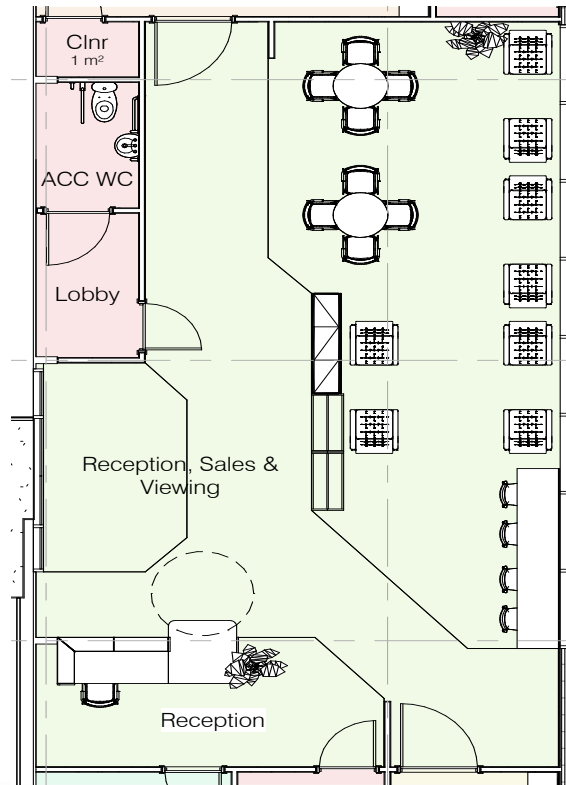 Clnr
1 m²
ACC WC
Lobby
Reception, Sales &
Viewing
Reception